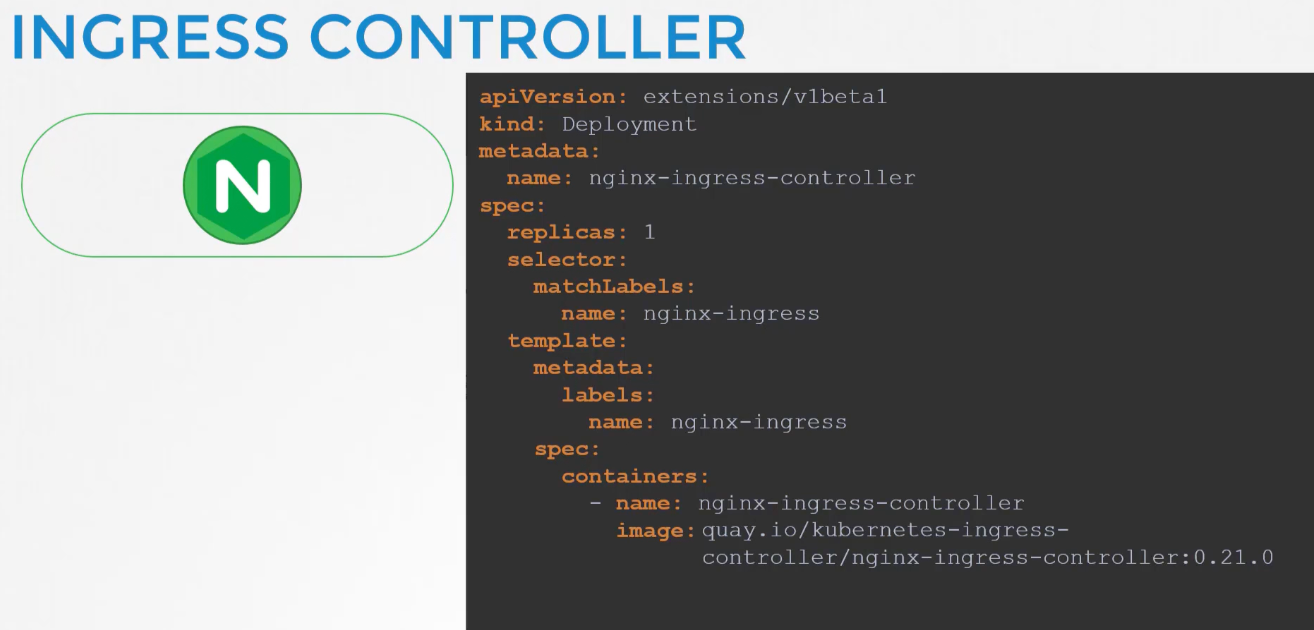 INGRESS CONTROLLER
N
apiVersion: extensions/v1beta1
kind: Deployment
metadata:
  name: nginx-ingress-controller
spec:
  replicas: 1
  selector:
    matchLabels:
      name: nginx-ingress
  template:
    metadata:
      labels:
        name: nginx-ingress
    spec:
      containers:
        - name: nginx-ingress-controller
          image: quay.io/kubernetes-ingress-
                 controller/nginx-ingress-controller:0.21.0